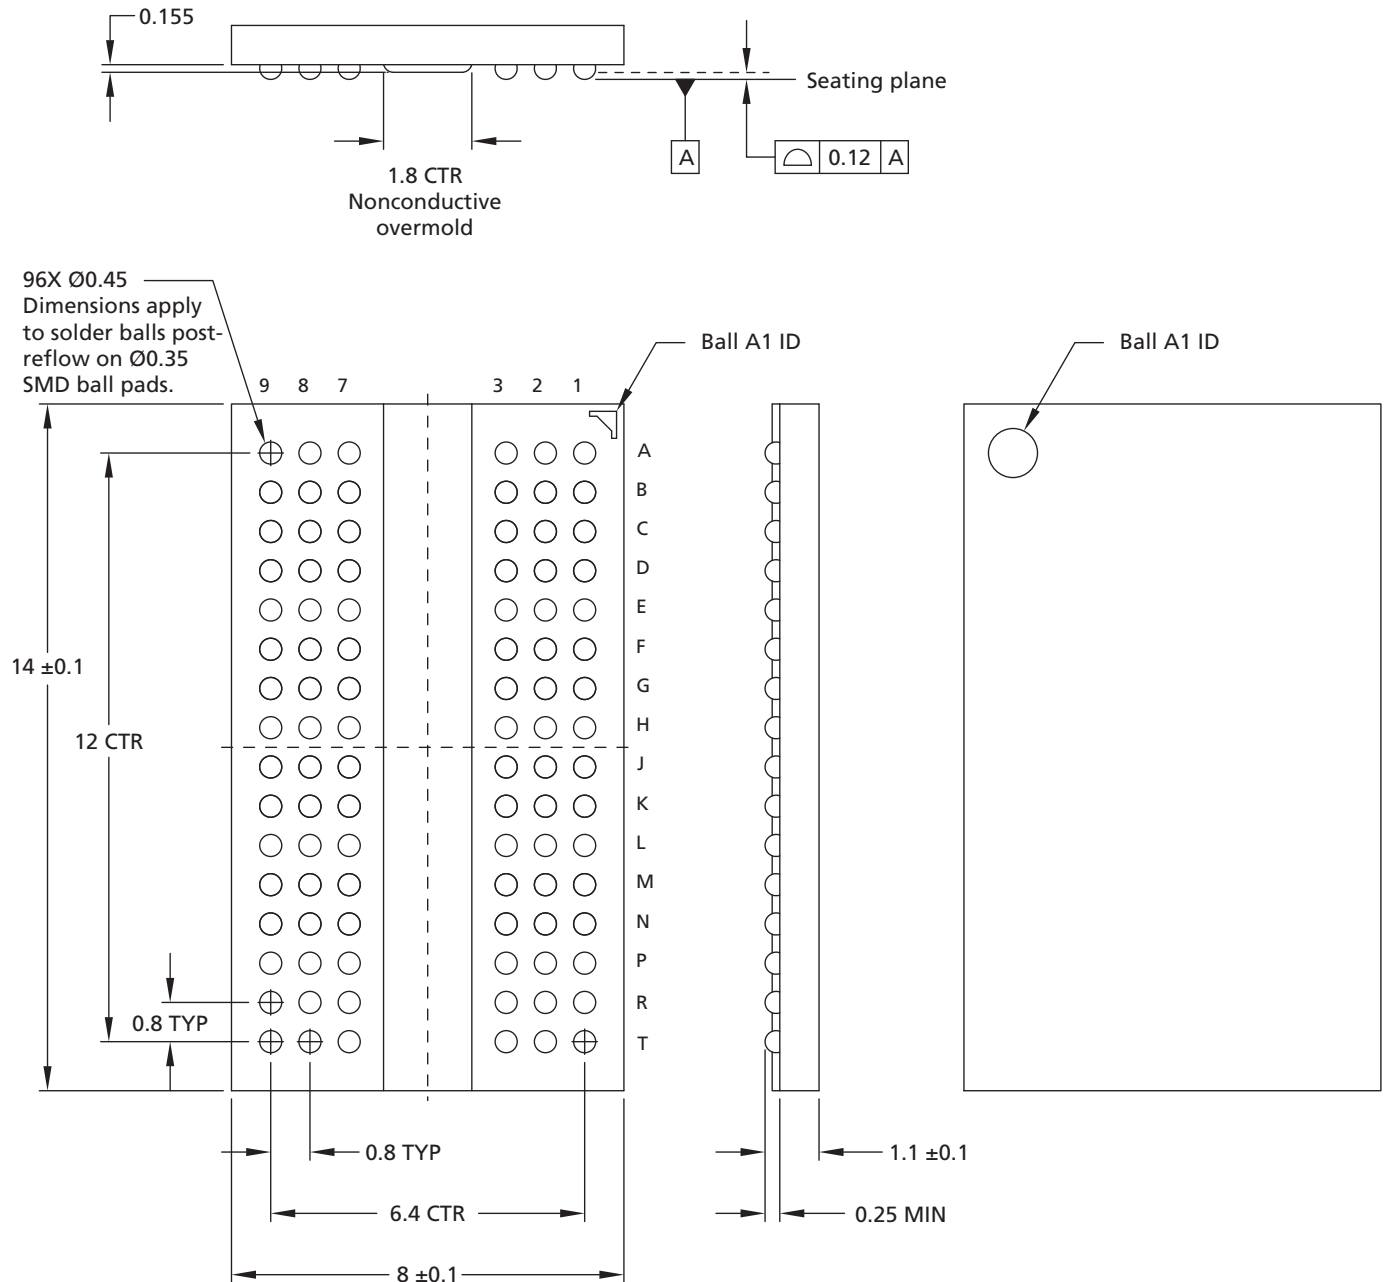 0.155
Seating plane
A
0.12 A
1.8 CTR
Nonconductive
overmold
96X Ø0.45
Dimensions apply
to solder balls post-
reflow on Ø0.35
SMD ball pads.
Ball A1 ID
Ball A1 ID
9 8 7 3 2 1
A
B
C
D
E
F
G
H
J
K
L
M
N
P
R
T
14 ±0.1
12 CTR
0.8 TYP
0.8 TYP
1.1 ±0.1
6.4 CTR
0.25 MIN
8 ±0.1